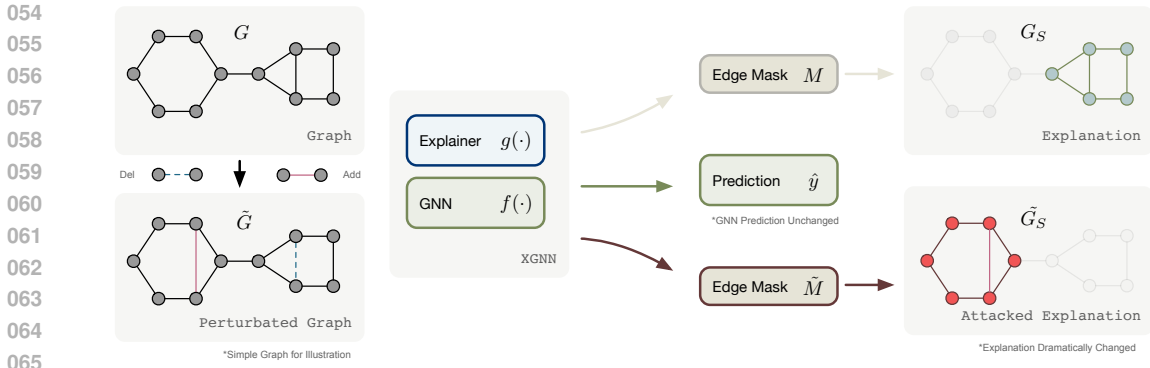 054
055
056
057
058
059
060
061
062
063
064
065
G
Graph
Del
Add
G̃
Perturbated Graph
*Simple Graph for Illustration
Explainer g(·)
GNN f(·)
XGNN
Edge Mask M
Prediction ŷ
*GNN Prediction Unchanged
Edge Mask M̃
G_S
Explanation
G̃_S
Attacked Explanation
*Explanation Dramatically Changed